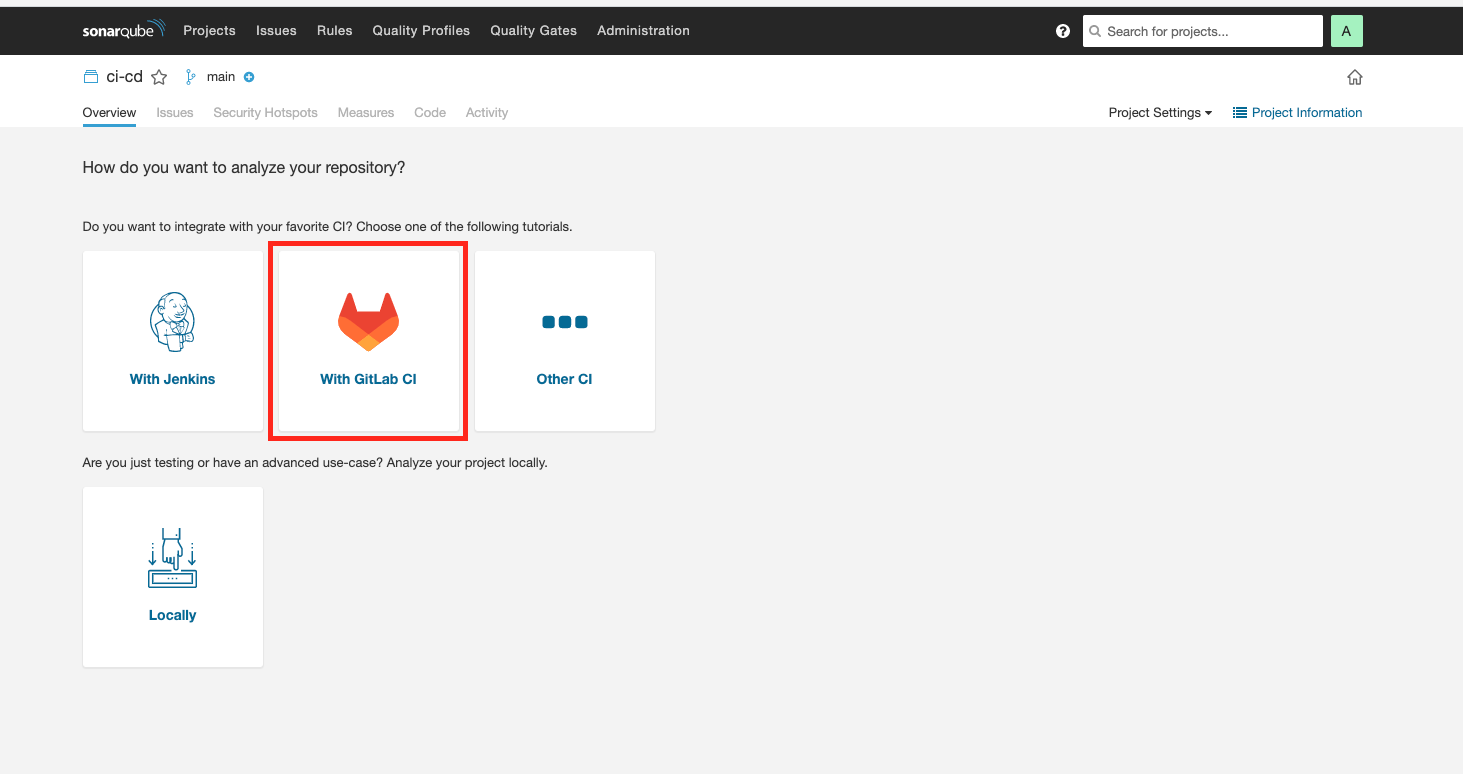 sonarqube Projects Issues Rules Quality Profiles Quality Gates Administration ? Search for projects... A
ci-cd main
Overview Issues Security Hotspots Measures Code Activity Project Settings Project Information
How do you want to analyze your repository?
Do you want to integrate with your favorite CI? Choose one of the following tutorials.
With Jenkins With GitLab CI Other CI
Are you just testing or have an advanced use-case? Analyze your project locally.
Locally